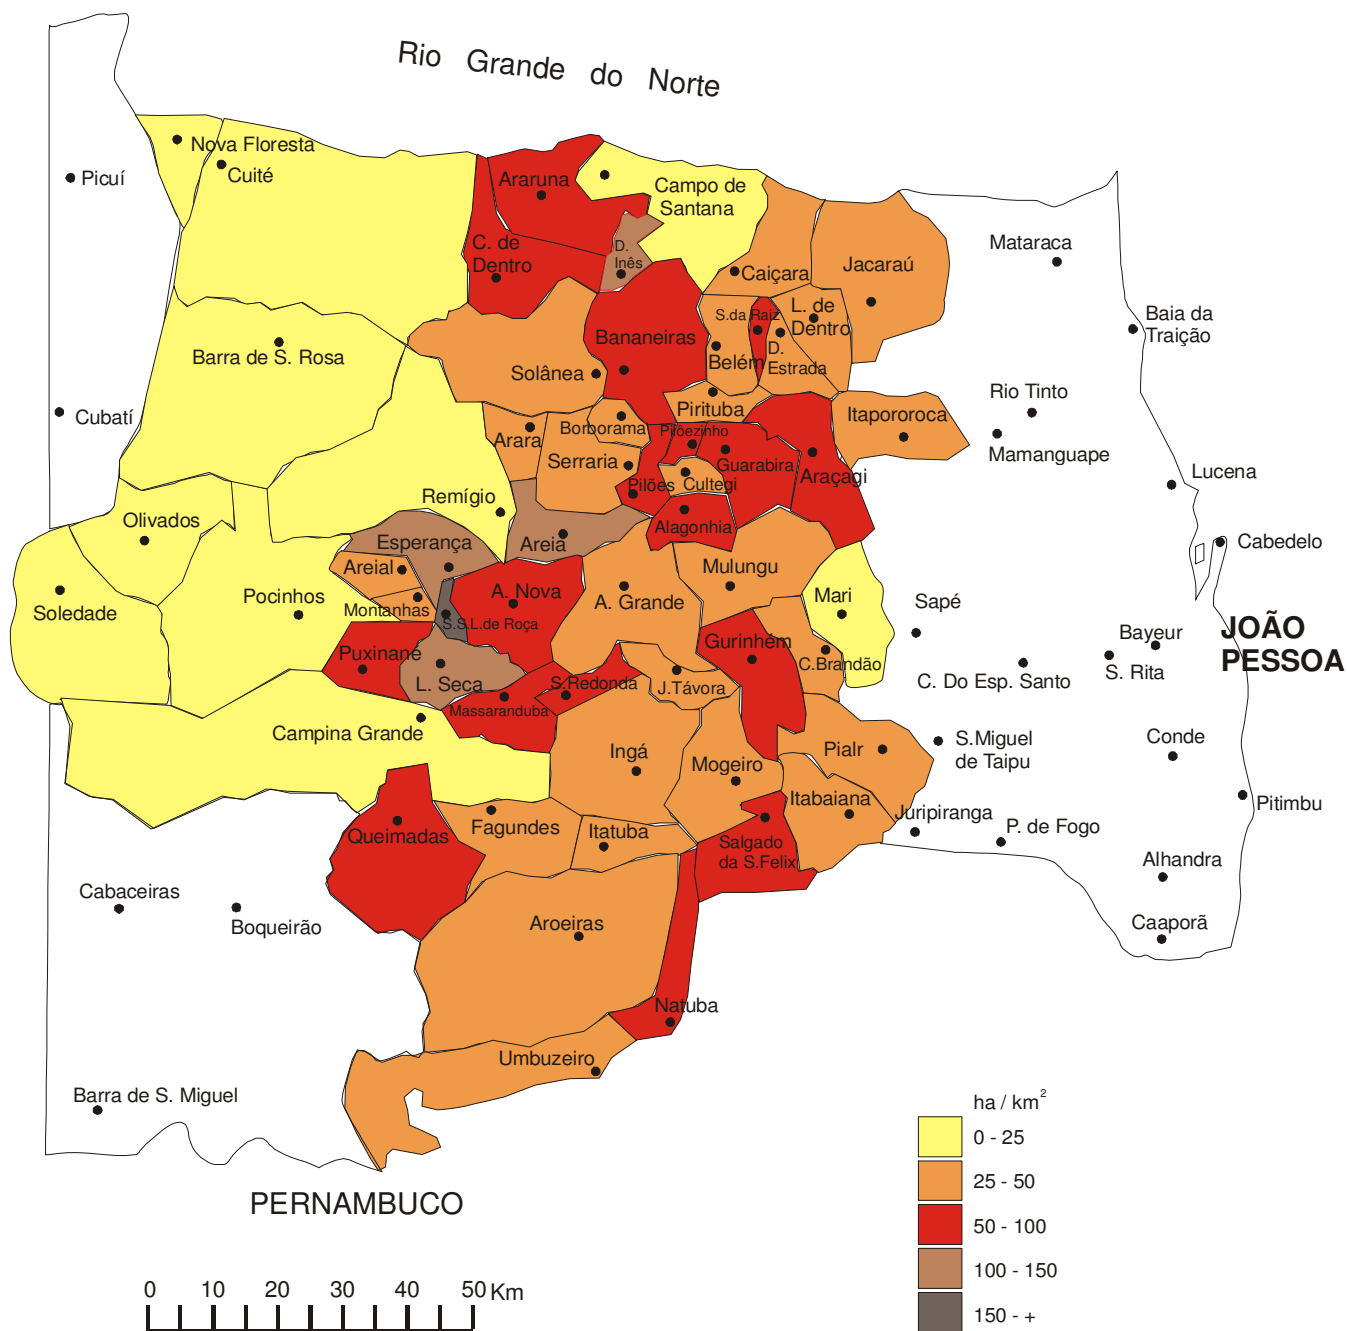 Rio Grande do Norte
Nova Floresta
Cuité
Picuí
Araruna
Campo de
Santana
C. de
Dentro
D.
Inês
Caiçara
Jacaraú
Mataraca
Baia da
Traição
S.da Raiz
L. de
Dentro
Bananeiras
Belém
D.
Estrada
Barra de S. Rosa
Solânea
Cubatí
Pirituba
Itapororoca
Rio Tinto
Mamanguape
Arara
Borborama
Pilõezinho
Serraria
Guarabira
Araçagi
Pilões
Cultegi
Lucena
Remígio
Olivados
Alagonhia
Esperança
Areia
Cabedelo
Areial
Mulungu
Soledade
Pocinhos
Montanhas
A. Nova
A. Grande
Mari
Sapé
S.S.L.de Roça
JOÃO
PESSOA
Bayeur
Puxinanê
Gurinhém
C.Brandão
L. Seca
S.Redonda
J.Távora
C. Do Esp. Santo
S. Rita
Massaranduba
Campina Grande
Ingá
Mogeiro
Pialr
S.Miguel
de Taipu
Conde
Itabaiana
Pitimbu
Queimadas
Fagundes
Itatuba
Juripiranga
P. de Fogo
Salgado
da S.Felix
Alhandra
Cabaceiras
Boqueirão
Aroeiras
Caaporã
Natuba
Umbuzeiro
Barra de S. Miguel
PERNAMBUCO
ha / km²
0 - 25
25 - 50
50 - 100
100 - 150
150 - +
0 10 20 30 40 50 Km